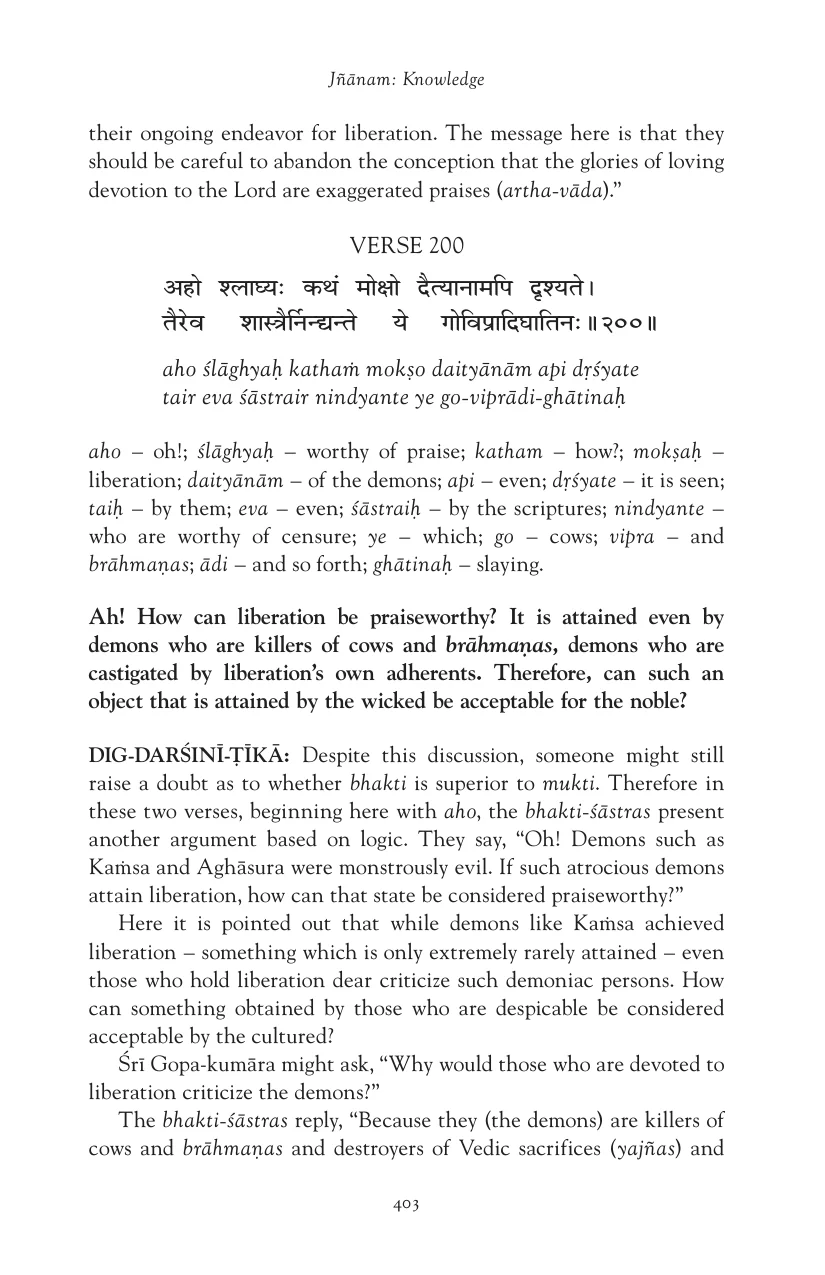 Jñānam: Knowledge
their ongoing endeavor for liberation. The message here is that they
should be careful to abandon the conception that the glories of loving
devotion to the Lord are exaggerated praises (artha-vāda).”
VERSE 200
अहो श्लाघ्यः कथं मोक्षो दैत्यानामपि दृश्यते।
तैरेव शास्त्रैर्निन्द्यन्ते ये गोविप्रादिघातिनः॥२००॥
aho ślāghyaḥ kathaṁ mokṣo daityānām api dṛśyate
tair eva śāstrair nindyante ye go-viprādi-ghātinaḥ
aho – oh!; ślāghyaḥ – worthy of praise; katham – how?; mokṣaḥ –
liberation; daityānām – of the demons; api – even; dṛśyate – it is seen;
taiḥ – by them; eva – even; śāstraiḥ – by the scriptures; nindyante –
who are worthy of censure; ye – which; go – cows; vipra – and
brāhmaṇas; ādi – and so forth; ghātinaḥ – slaying.
Ah! How can liberation be praiseworthy? It is attained even by
demons who are killers of cows and brāhmaṇas, demons who are
castigated by liberation’s own adherents. Therefore, can such an
object that is attained by the wicked be acceptable for the noble?
DIG-DARŚINĪ-ṬĪKĀ: Despite this discussion, someone might still
raise a doubt as to whether bhakti is superior to mukti. Therefore in
these two verses, beginning here with aho, the bhakti-śāstras present
another argument based on logic. They say, “Oh! Demons such as
Kaṁsa and Aghāsura were monstrously evil. If such atrocious demons
attain liberation, how can that state be considered praiseworthy?”
Here it is pointed out that while demons like Kaṁsa achieved
liberation – something which is only extremely rarely attained – even
those who hold liberation dear criticize such demoniac persons. How
can something obtained by those who are despicable be considered
acceptable by the cultured?
Śrī Gopa-kumāra might ask, “Why would those who are devoted to
liberation criticize the demons?”
The bhakti-śāstras reply, “Because they (the demons) are killers of
cows and brāhmaṇas and destroyers of Vedic sacrifices (yajñas) and
403